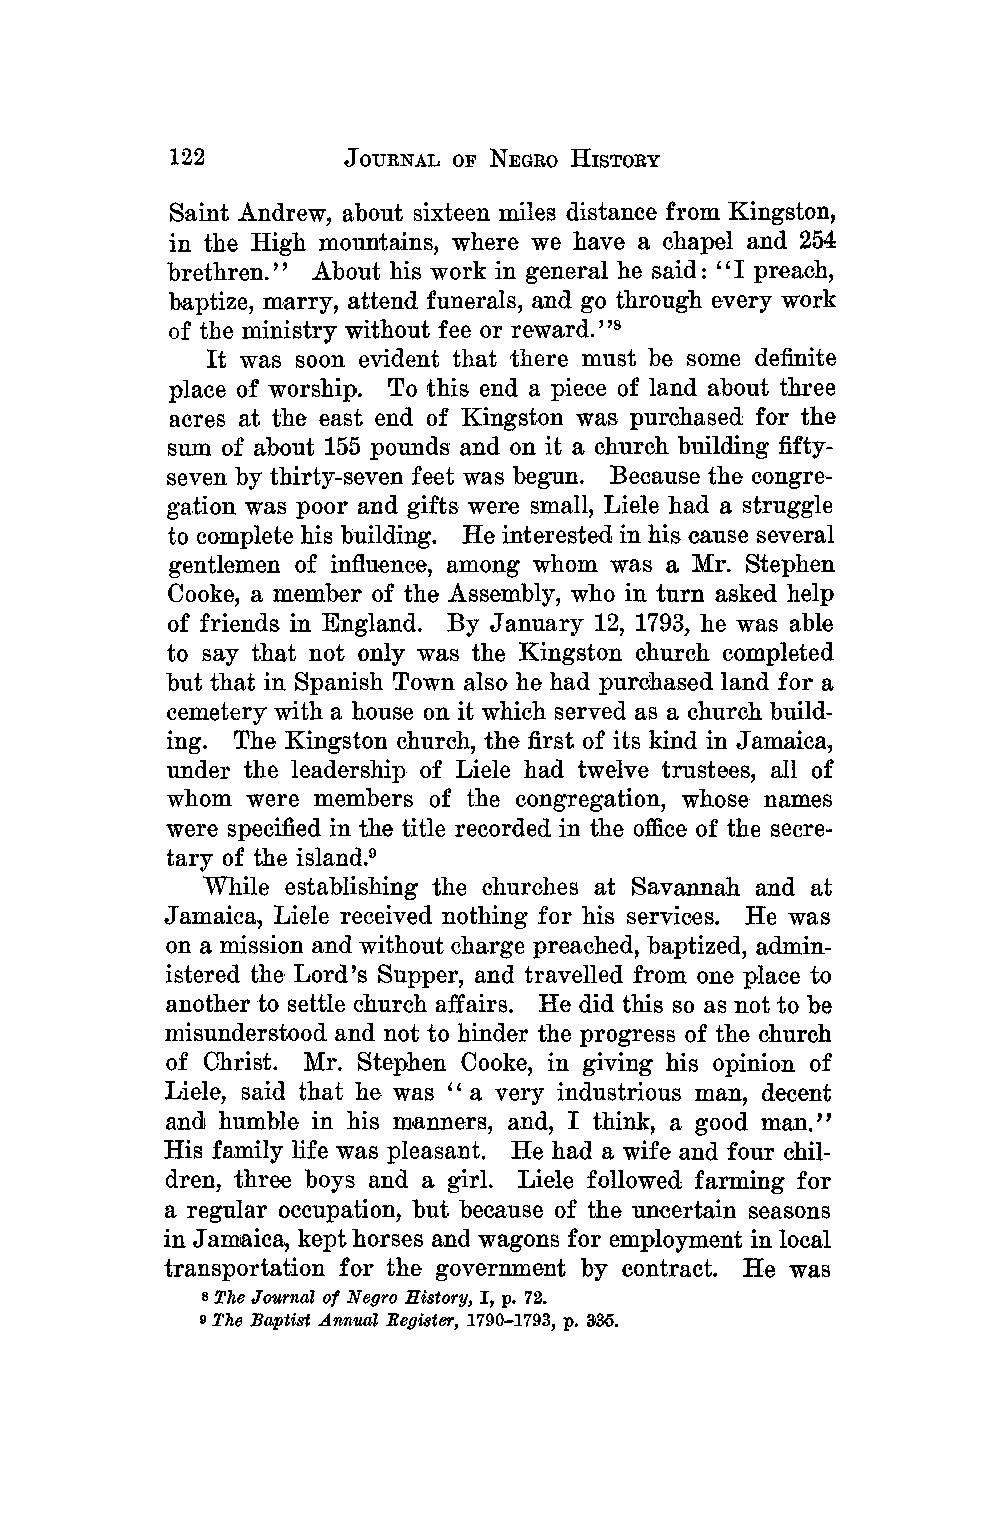 122 JOURNAL OF NEGRO HISTORY
Saint Andrew, about sixteen miles distance from Kingston,
in the High mountains, where we have a chapel and 254
brethren.'' About his work in general he said: ''I preach,
baptize, marry, attend funerals, and go through every work
of the ministry without fee or reward.''⁸
It was soon evident that there must be some definite
place of worship. To this end a piece of land about three
acres at the east end of Kingston was purchased for the
sum of about 155 pounds and on it a church building fifty-
seven by thirty-seven feet was begun. Because the congre-
gation was poor and gifts were small, Liele had a struggle
to complete his building. He interested in his cause several
gentlemen of influence, among whom was a Mr. Stephen
Cooke, a member of the Assembly, who in turn asked help
of friends in England. By January 12, 1793, he was able
to say that not only was the Kingston church completed
but that in Spanish Town also he had purchased land for a
cemetery with a house on it which served as a church build-
ing. The Kingston church, the first of its kind in Jamaica,
under the leadership of Liele had twelve trustees, all of
whom were members of the congregation, whose names
were specified in the title recorded in the office of the secre-
tary of the island.⁹
While establishing the churches at Savannah and at
Jamaica, Liele received nothing for his services. He was
on a mission and without charge preached, baptized, admin-
istered the Lord's Supper, and travelled from one place to
another to settle church affairs. He did this so as not to be
misunderstood and not to hinder the progress of the church
of Christ. Mr. Stephen Cooke, in giving his opinion of
Liele, said that he was '' a very industrious man, decent
and humble in his manners, and, I think, a good man.''
His family life was pleasant. He had a wife and four chil-
dren, three boys and a girl. Liele followed farming for
a regular occupation, but because of the uncertain seasons
in Jamaica, kept horses and wagons for employment in local
transportation for the government by contract. He was
⁸ The Journal of Negro History, I, p. 72.
⁹ The Baptist Annual Register, 1790–1793, p. 335.